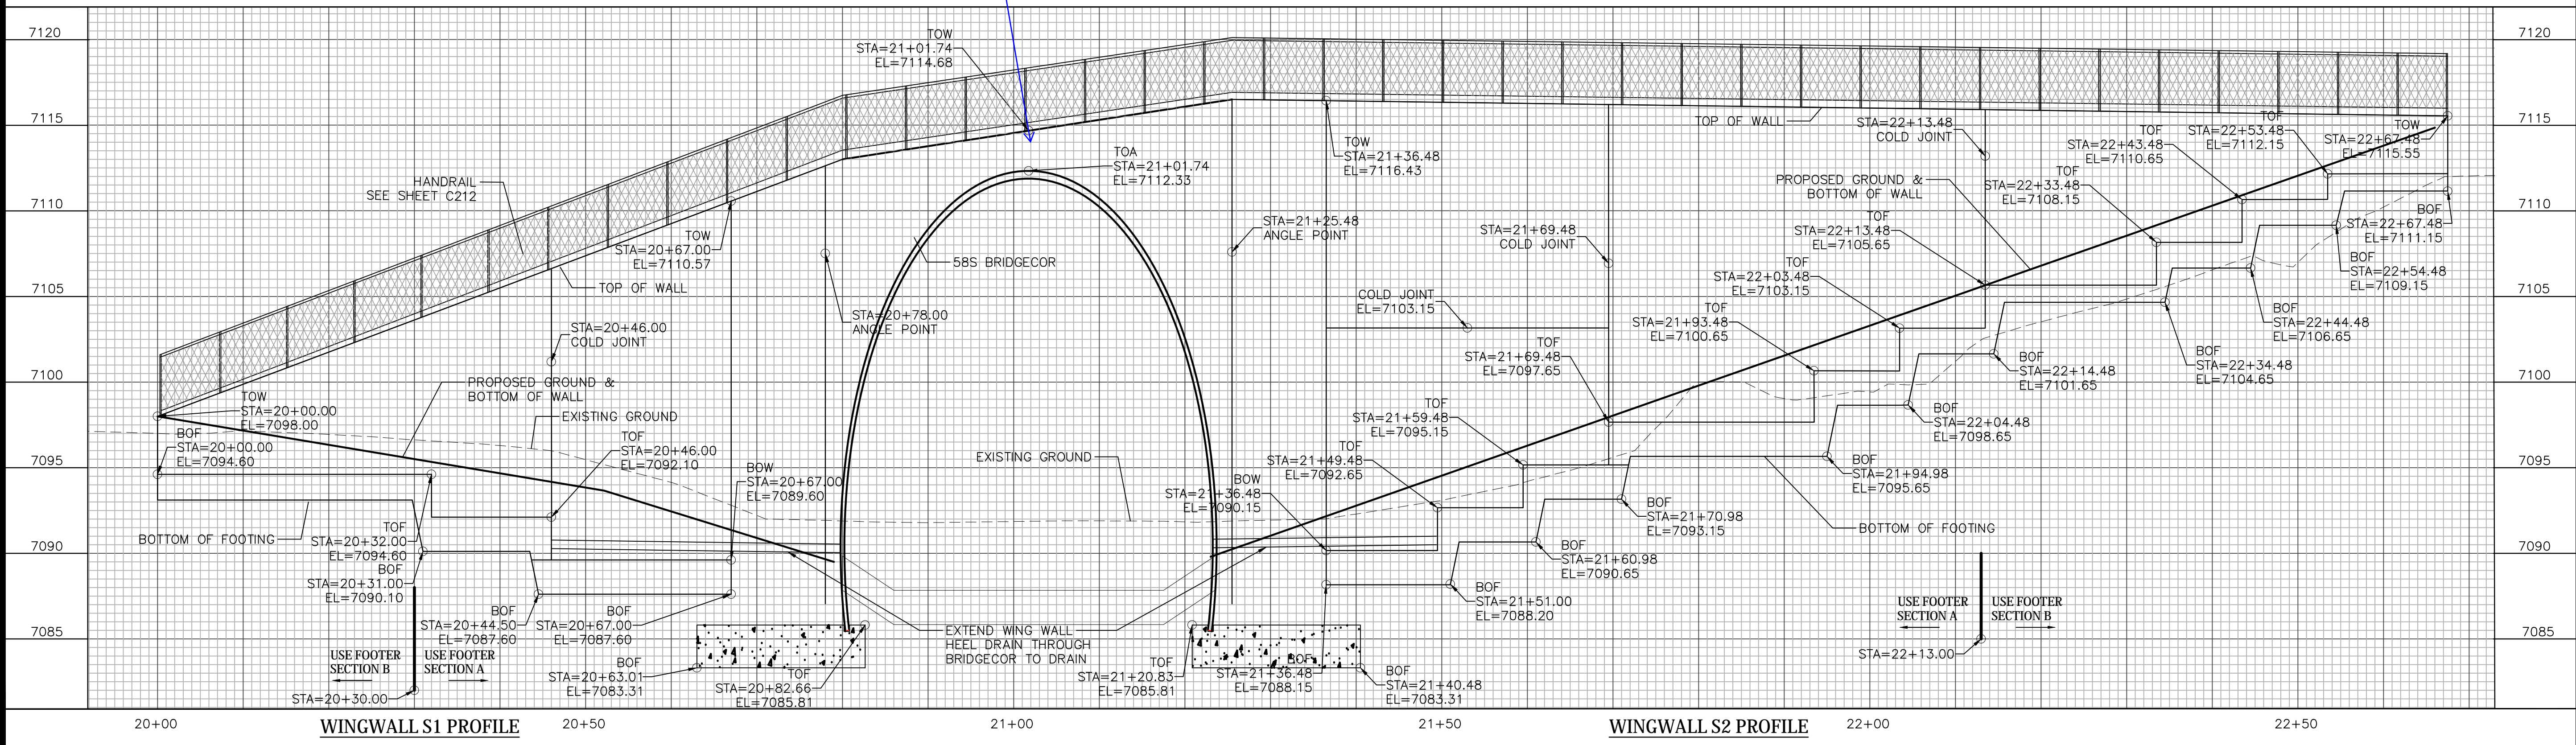 7120
7115
7110
7105
7100
7095
7090
7085
TOW
STA=21+01.74
EL=7114.68
TOA
STA=21+01.74
EL=7112.33
HANDRAIL
SEE SHEET C212
TOW
STA=20+67.00
EL=7110.57
TOP OF WALL
58S BRIDGECOR
STA=20+78.00
ANGLE POINT
STA=20+46.00
COLD JOINT
PROPOSED GROUND &
BOTTOM OF WALL
EXISTING GROUND
TOW
STA=20+00.00
EL=7098.00
BOF
STA=20+00.00
EL=7094.60
TOF
STA=20+46.00
EL=7092.10
BOW
STA=20+67.00
EL=7089.60
BOTTOM OF FOOTING
TOF
STA=20+32.00
EL=7094.60
BOF
STA=20+31.00
EL=7090.10
BOF
STA=20+44.50
EL=7087.60
BOF
STA=20+67.00
EL=7087.60
USE FOOTER
SECTION B
USE FOOTER
SECTION A
STA=20+30.00
BOF
STA=20+63.01
EL=7083.31
TOF
STA=20+82.66
EL=7085.81
EXTEND WING WALL
HEEL DRAIN THROUGH
BRIDGECOR TO DRAIN
EXISTING GROUND
TOF
STA=21+20.83
EL=7085.81
BOF
STA=21+36.48
EL=7088.15
BOF
STA=21+40.48
EL=7083.31
TOW
STA=21+36.48
EL=7116.43
STA=21+25.48
ANGLE POINT
STA=21+69.48
COLD JOINT
COLD JOINT
EL=7103.15
BOW
STA=21+36.48
EL=7090.15
TOF
STA=21+49.48
EL=7092.65
TOF
STA=21+59.48
EL=7095.15
TOF
STA=21+69.48
EL=7097.65
TOF
STA=21+93.48
EL=7100.65
TOF
STA=22+03.48
EL=7103.15
TOF
STA=22+13.48
EL=7105.65
PROPOSED GROUND &
BOTTOM OF WALL
TOP OF WALL
STA=22+13.48
COLD JOINT
TOF
STA=22+33.48
EL=7108.15
TOF
STA=22+43.48
EL=7110.65
TOF
STA=22+53.48
EL=7112.15
TOW
STA=22+67.48
EL=7115.55
BOF
STA=22+67.48
EL=7111.15
BOF
STA=22+54.48
EL=7109.15
BOF
STA=22+44.48
EL=7106.65
BOF
STA=22+34.48
EL=7104.65
BOF
STA=22+14.48
EL=7101.65
BOF
STA=22+04.48
EL=7098.65
BOF
STA=21+94.98
EL=7095.65
BOTTOM OF FOOTING
BOF
STA=21+70.98
EL=7093.15
BOF
STA=21+60.98
EL=7090.65
BOF
STA=21+51.00
EL=7088.20
USE FOOTER
SECTION A
USE FOOTER
SECTION B
STA=22+13.00
7120
7115
7110
7105
7100
7095
7090
7085
20+00
20+50
21+00
21+50
22+00
22+50
WINGWALL S1 PROFILE
WINGWALL S2 PROFILE